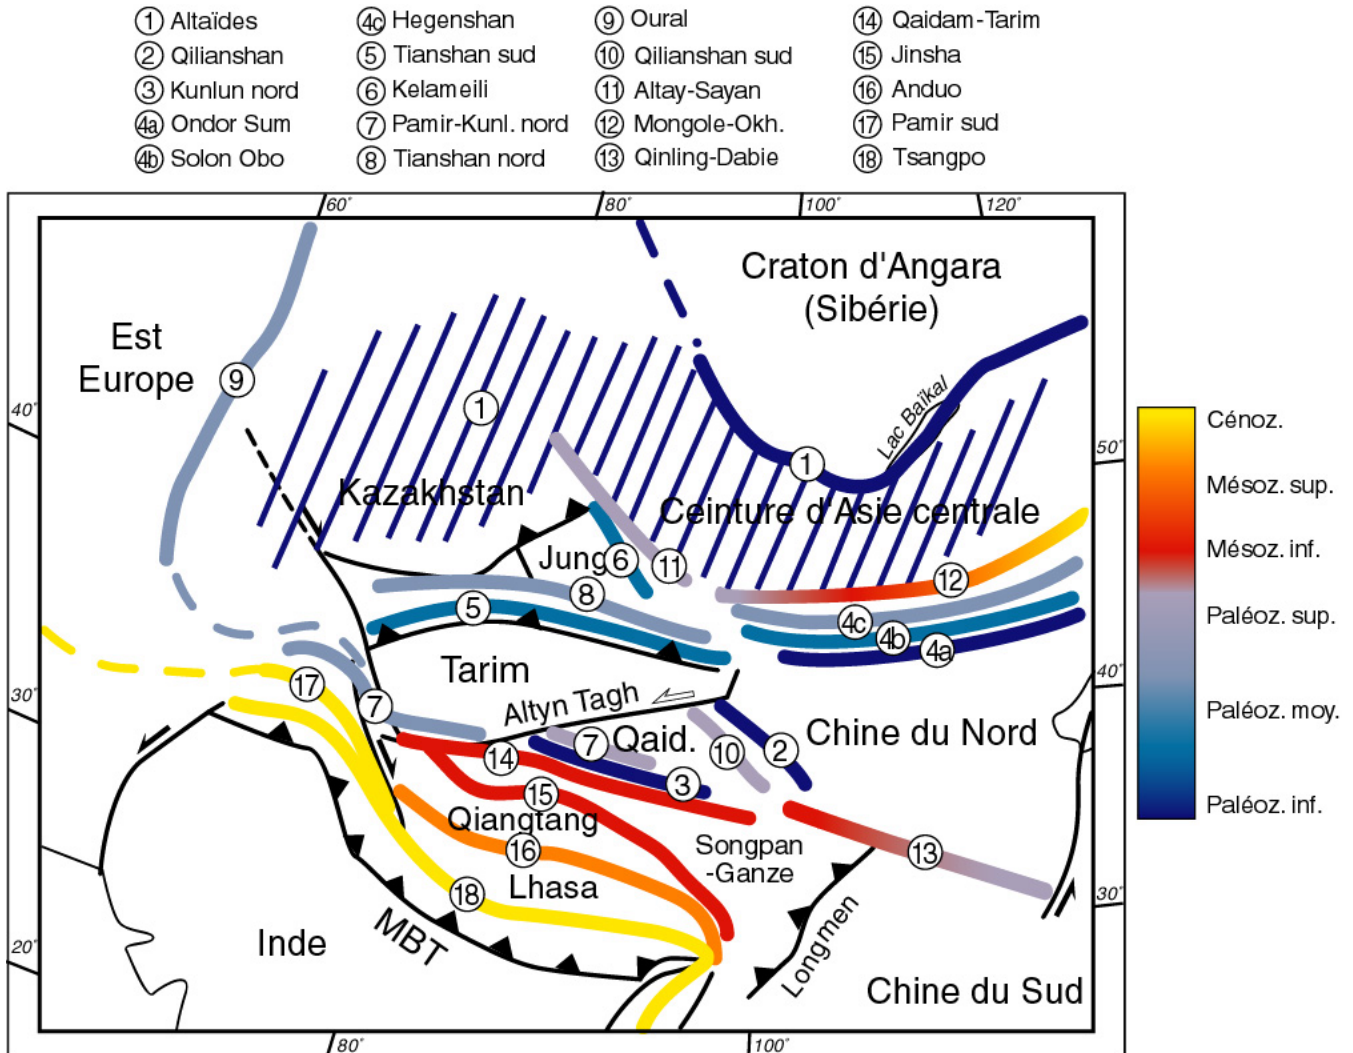 1 Altaïdes
2 Qilianshan
3 Kunlun nord
4a Ondor Sum
4b Solon Obo
4c Hegenshan
5 Tianshan sud
6 Kelameili
7 Pamir-Kunl. nord
8 Tianshan nord
9 Oural
10 Qilianshan sud
11 Altay-Sayan
12 Mongole-Okh.
13 Qinling-Dabie
14 Qaidam-Tarim
15 Jinsha
16 Anduo
17 Pamir sud
18 Tsangpo
60°
80°
100°
120°
Craton d'Angara
(Sibérie)
Est
Europe
9
1
40°
Lac Baïkal
50°
1
Kazakhstan
Ceinture d'Asie centrale
Jung
6
11
12
8
5
4c
4b
4a
Tarim
40°
30°
17
7
Altyn Tagh
Chine du Nord
Qaid.
7
10
2
14
3
15
Qiangtang
16
Songpan
-Ganze
13
Lhasa
18
30°
20°
Inde
MBT
Longmen
Chine du Sud
80°
100°
Cénoz.
Mésoz. sup.
Mésoz. inf.
Paléoz. sup.
Paléoz. moy.
Paléoz. inf.